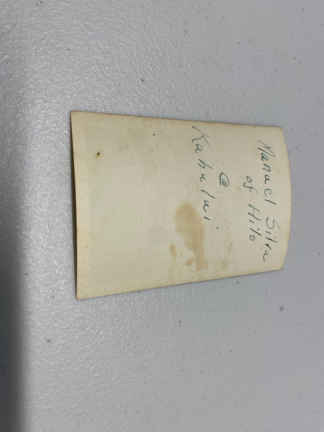 Manuel Silva
of Hilo
@
Kahului